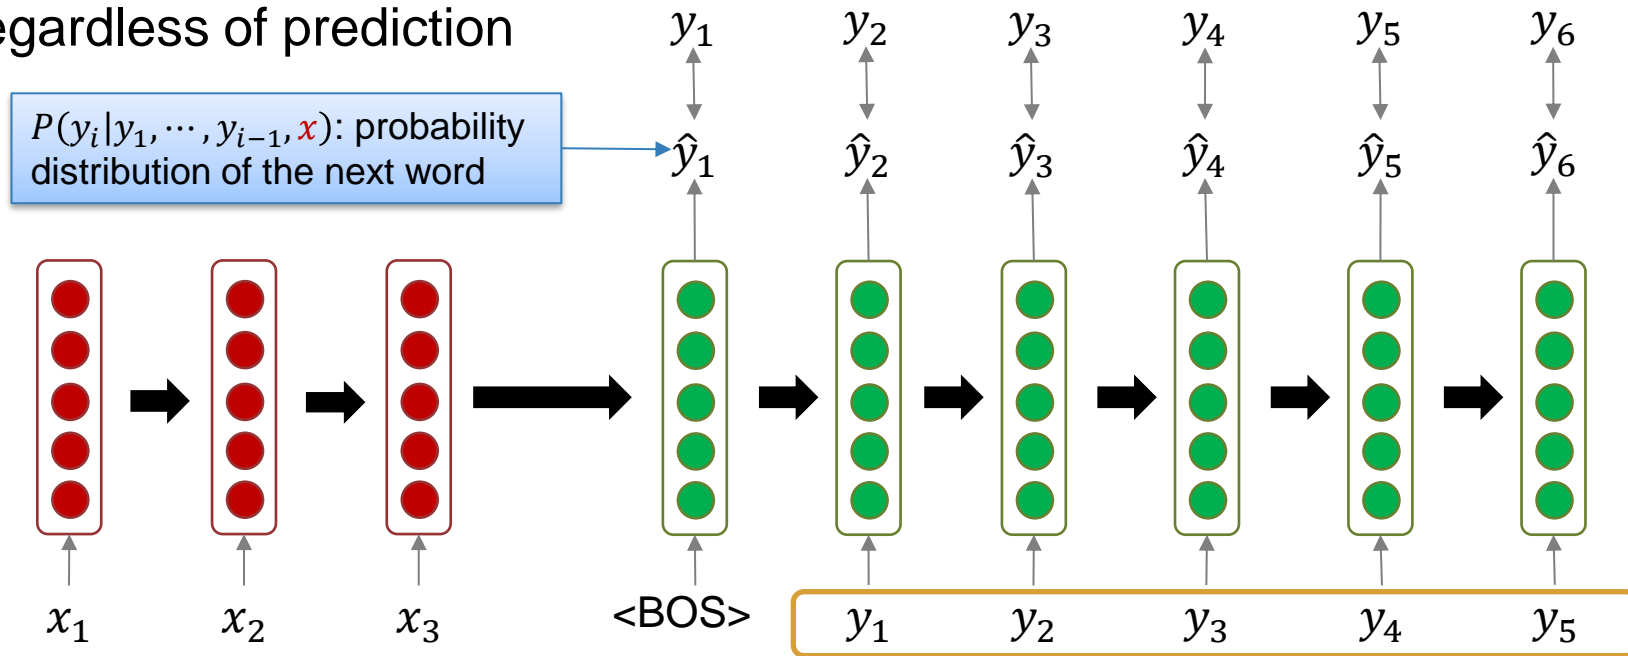 egardless of prediction
y₁ y₂ y₃ y₄ y₅ y₆
P(yᵢ|y₁, ⋯, yᵢ₋₁, x): probability
distribution of the next word
ŷ₁ ŷ₂ ŷ₃ ŷ₄ ŷ₅ ŷ₆
x₁ x₂ x₃ <BOS> y₁ y₂ y₃ y₄ y₅